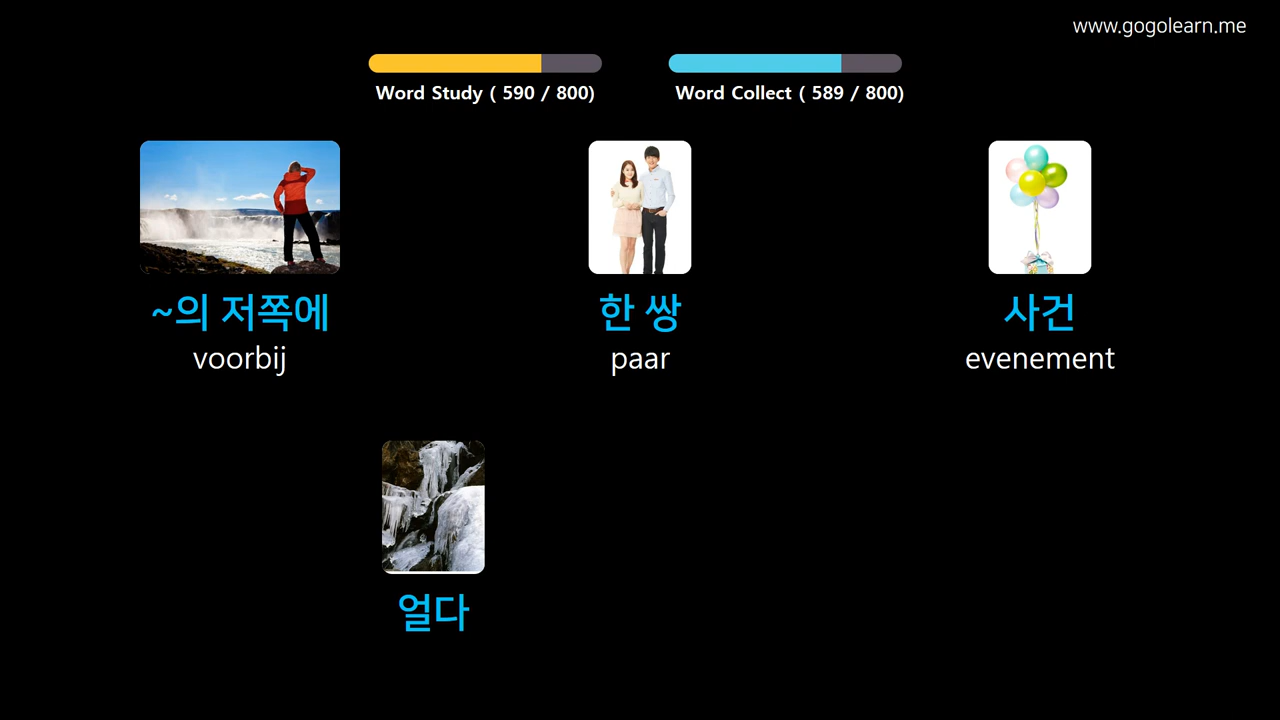 www.gogolearn.me
Word Study ( 590 / 800)
Word Collect ( 589 / 800)
~의 저쪽에
voorbij
한 쌍
paar
사건
evenement
얼다